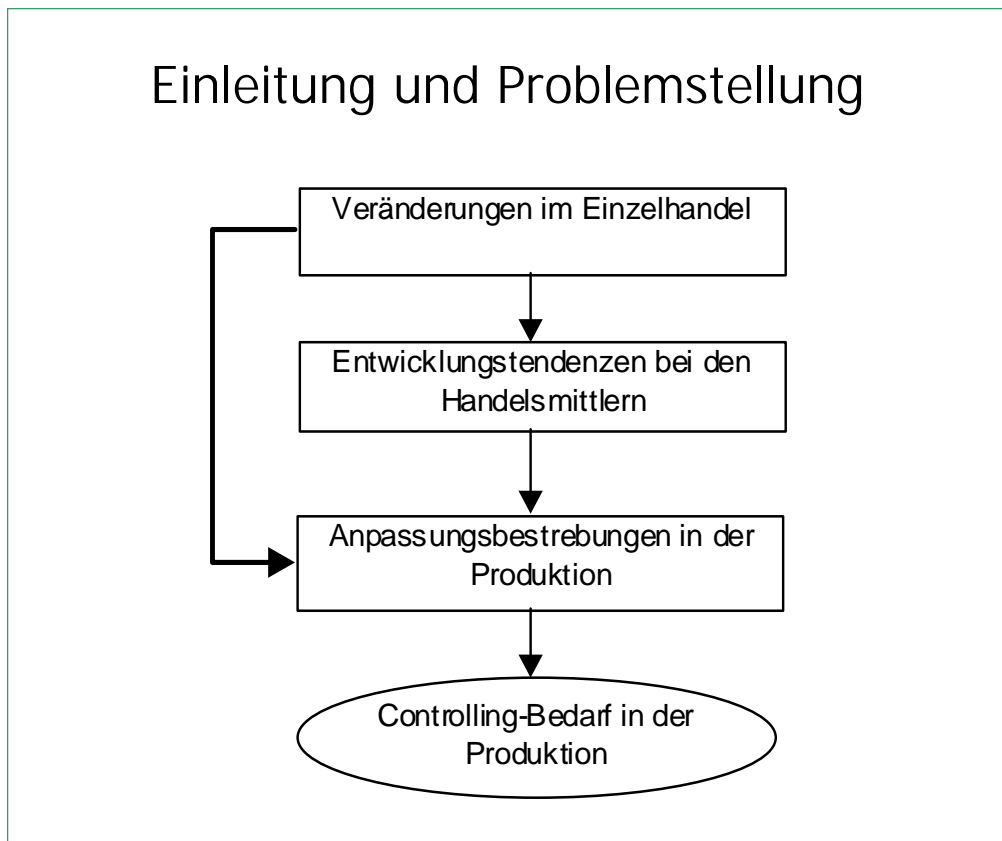 Einleitung und Problemstellung
Veränderungen im Einzelhandel
Entwicklungstendenzen bei den
Handelsmittlern
Anpassungsbestrebungen in der
Produktion
Controlling-Bedarf in der
Produktion